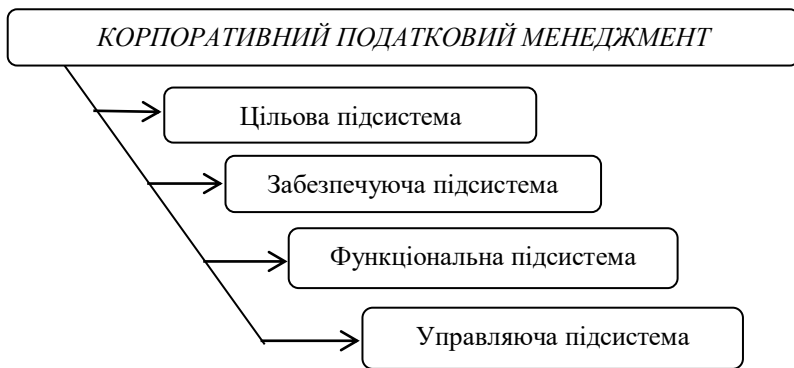 КОРПОРАТИВНИЙ ПОДАТКОВИЙ МЕНЕДЖМЕНТ
Цільова підсистема
Забезпечуюча підсистема
Функціональна підсистема
Управляюча підсистема